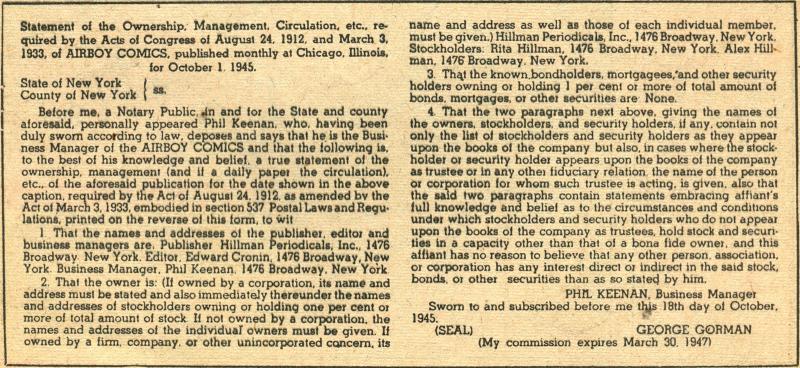 Statement of the Ownership, Management, Circulation, etc., re-
quired by the Acts of Congress of August 24, 1912, and March 3,
1933, of AIRBOY COMICS, published monthly at Chicago, Illinois,
for October 1, 1945.
State of New York
County of New York } ss.
Before me, a Notary Public, in and for the State and county
aforesaid, personally appeared Phil Keenan, who, having been
duly sworn according to law, deposes and says that he is the Busi-
ness Manager of the AIRBOY COMICS and that the following is,
to the best of his knowledge and belief, a true statement of the
ownership, management (and if a daily paper the circulation),
etc., of the aforesaid publication for the date shown in the above
caption, required by the Act of August 24, 1912, as amended by the
Act of March 3, 1933, embodied in section 537 Postal Laws and Regu-
lations, printed on the reverse of this form, to wit
1. That the names and addresses of the publisher, editor and
business managers are: Publisher Hillman Periodicals, Inc., 1476
Broadway, New York. Editor, Edward Cronin, 1476 Broadway, New
York. Business Manager, Phil Keenan, 1476 Broadway, New York
2. That the owner is: (If owned by a corporation, its name and
address must be stated and also immediately thereunder the names
and addresses of stockholders owning or holding one per cent or
more of total amount of stock. If not owned by a corporation, the
names and addresses of the individual owners must be given. If
owned by a firm, company, or other unincorporated concern, its
name and address as well as those of each individual member,
must be given.) Hillman Periodicals, Inc., 1476 Broadway, New York.
Stockholders: Rita Hillman, 1476 Broadway, New York. Alex Hill-
man, 1476 Broadway, New York.
3. That the known bondholders, mortgagees, and other security
holders owning or holding 1 per cent or more of total amount of
bonds, mortgages, or other securities are: None.
4. That the two paragraphs next above, giving the names of
the owners, stockholders, and security holders, if any, contain not
only the list of stockholders and security holders as they appear
upon the books of the company but also, in cases where the stock-
holder or security holder appears upon the books of the company
as trustee or in any other fiduciary relation, the name of the person
or corporation for whom such trustee is acting, is given, also that
the said two paragraphs contain statements embracing affiant's
full knowledge and belief as to the circumstances and conditions
under which stockholders and security holders who do not appear
upon the books of the company as trustees, hold stock and securi-
ties in a capacity other than that of a bona fide owner, and this
affiant has no reason to believe that any other person, association,
or corporation has any interest direct or indirect in the said stock,
bonds, or other securities than as so stated by him.
PHIL KEENAN, Business Manager
Sworn to and subscribed before me this 18th day of October,
1945.
(SEAL) GEORGE GORMAN
(My commission expires March 30, 1947)